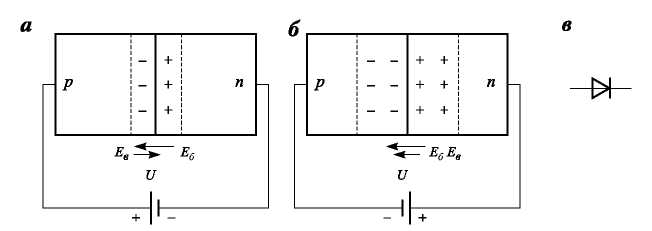 а
б
в
p
− +
− +
− +
n
p
− − + +
− − + +
− − + +
n
Eв
Eб
Eб Eв
U
U
+ −
− +